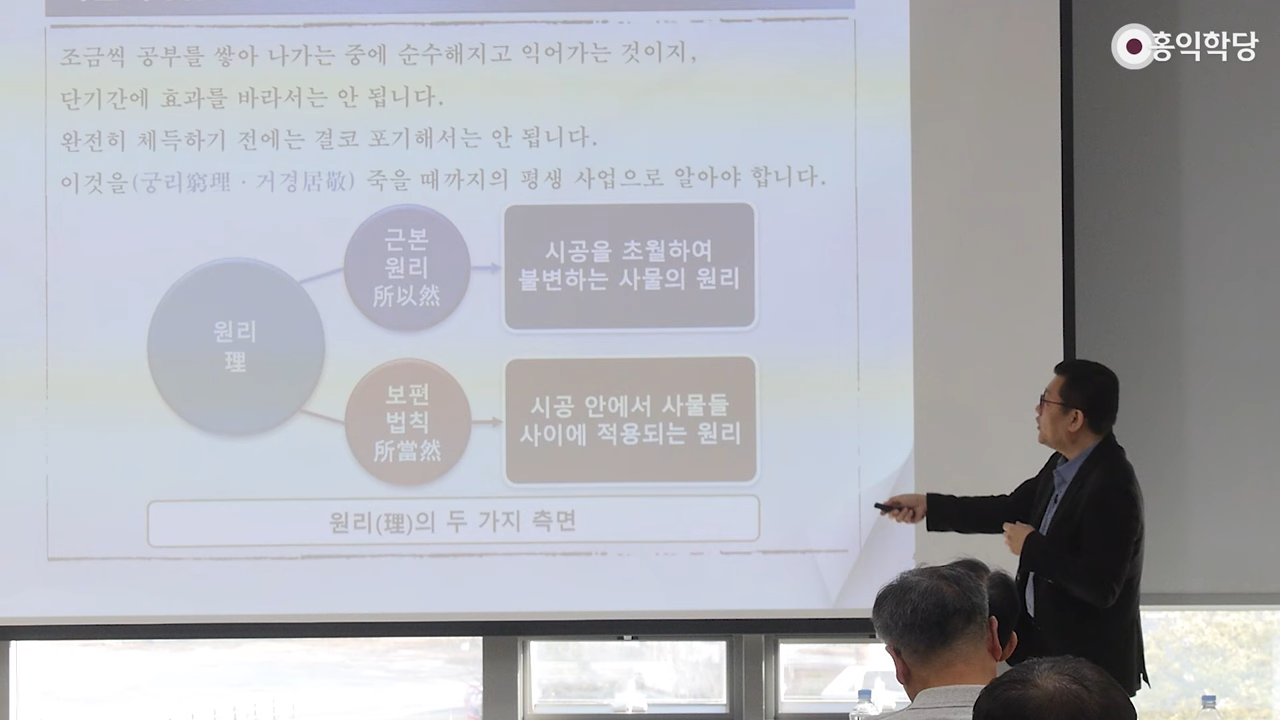 홍익학당
조금씩 공부를 쌓아 나가는 중에 순수해지고 익어가는 것이지,
단기간에 효과를 바라서는 안 됩니다.
완전히 체득하기 전에는 결코 포기해서는 안 됩니다.
이것을(궁리窮理 · 거경居敬) 죽을 때까지의 평생 사업으로 알아야 합니다.
원리
理
근본
원리
所以然
시공을 초월하여
불변하는 사물의 원리
보편
법칙
所當然
시공 안에서 사물들
사이에 적용되는 원리
원리(理)의 두 가지 측면